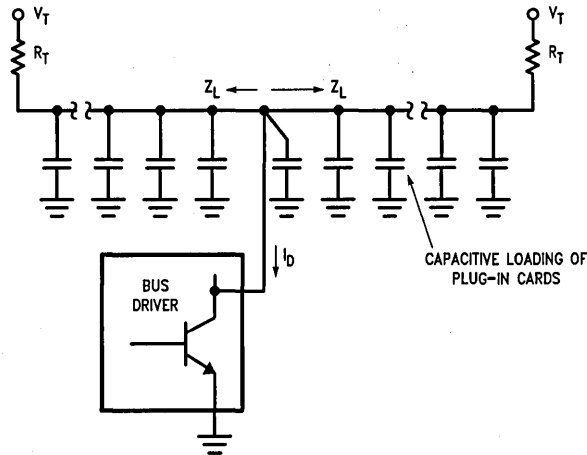 V_T V_T
R_T R_T
Z_L Z_L
I_D
CAPACITIVE LOADING OF
PLUG-IN CARDS
BUS
DRIVER